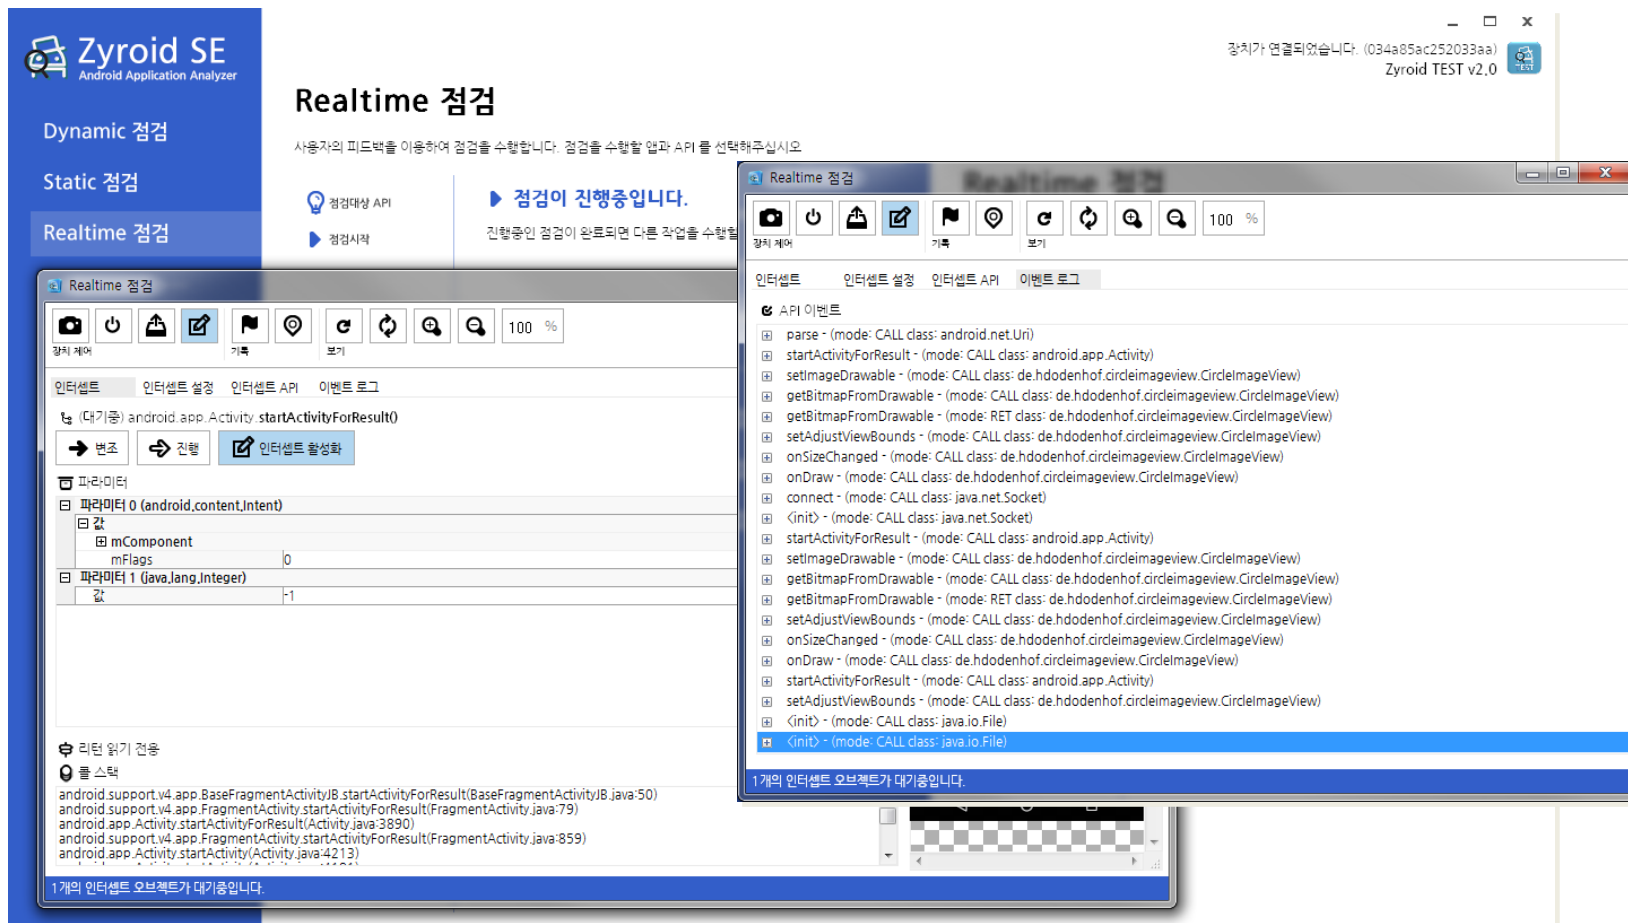 Zyroid SE
Android Application Analyzer
Dynamic 점검
Static 점검
Realtime 점검
장치가 연결되었습니다. (034a85ac252033aa)
Zyroid TEST v2.0
TEST
Realtime 점검
사용자의 피드백을 이용하여 점검을 수행합니다. 점검을 수행할 앱과 API 를 선택해주십시오
점검대상 API
점검시작
점검이 진행중입니다.
진행중인 점검이 완료되면 다른 작업을 수행할
Realtime 점검
100 %
장치 제어
기록
보기
인터셉트 인터셉트 설정 인터셉트 API 이벤트 로그
(대기중) android.app.Activity.startActivityForResult()
변조 진행 인터셉트 활성화
파라미터
파라미터 0 (android.content.Intent)
값
mComponent
mFlags 0
파라미터 1 (java.lang.Integer)
값 -1
리턴 읽기 전용
콜 스택
android.support.v4.app.BaseFragmentActivityJB.startActivityForResult(BaseFragmentActivityJB.java:50)
android.support.v4.app.FragmentActivity.startActivityForResult(FragmentActivity.java:79)
android.app.Activity.startActivityForResult(Activity.java:3890)
android.support.v4.app.FragmentActivity.startActivityForResult(FragmentActivity.java:859)
android.app.Activity.startActivity(Activity.java:4213)
1개의 인터셉트 오브젝트가 대기중입니다.
Realtime 점검
Realtime 점검
100 %
장치 제어
기록
보기
인터셉트 인터셉트 설정 인터셉트 API 이벤트 로그
API 이벤트
parse - (mode: CALL class: android.net.Uri)
startActivityForResult - (mode: CALL class: android.app.Activity)
setImageDrawable - (mode: CALL class: de.hdodenhof.circleimageview.CircleImageView)
getBitmapFromDrawable - (mode: CALL class: de.hdodenhof.circleimageview.CircleImageView)
getBitmapFromDrawable - (mode: RET class: de.hdodenhof.circleimageview.CircleImageView)
setAdjustViewBounds - (mode: CALL class: de.hdodenhof.circleimageview.CircleImageView)
onSizeChanged - (mode: CALL class: de.hdodenhof.circleimageview.CircleImageView)
onDraw - (mode: CALL class: de.hdodenhof.circleimageview.CircleImageView)
connect - (mode: CALL class: java.net.Socket)
<init> - (mode: CALL class: java.net.Socket)
startActivityForResult - (mode: CALL class: android.app.Activity)
setImageDrawable - (mode: CALL class: de.hdodenhof.circleimageview.CircleImageView)
getBitmapFromDrawable - (mode: CALL class: de.hdodenhof.circleimageview.CircleImageView)
getBitmapFromDrawable - (mode: RET class: de.hdodenhof.circleimageview.CircleImageView)
setAdjustViewBounds - (mode: CALL class: de.hdodenhof.circleimageview.CircleImageView)
onSizeChanged - (mode: CALL class: de.hdodenhof.circleimageview.CircleImageView)
onDraw - (mode: CALL class: de.hdodenhof.circleimageview.CircleImageView)
startActivityForResult - (mode: CALL class: android.app.Activity)
setAdjustViewBounds - (mode: CALL class: de.hdodenhof.circleimageview.CircleImageView)
<init> - (mode: CALL class: java.io.File)
<init> - (mode: CALL class: java.io.File)
1개의 인터셉트 오브젝트가 대기중입니다.